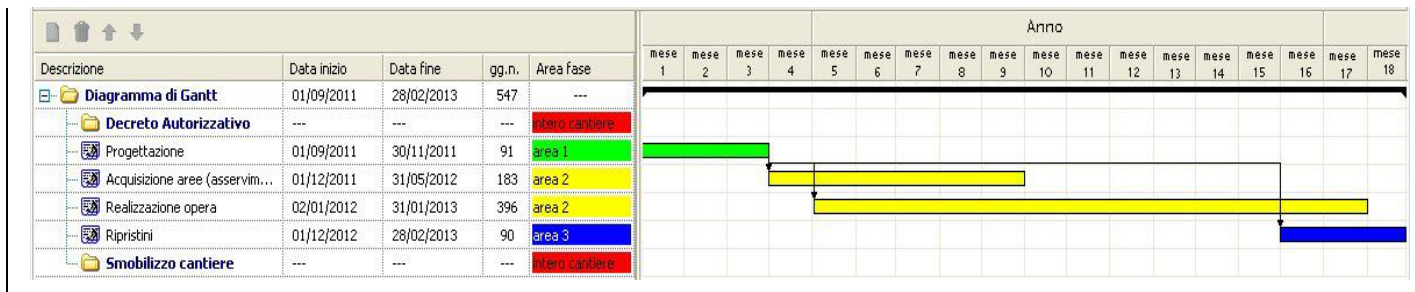 Anno
mese 1 mese 2 mese 3 mese 4 mese 5 mese 6 mese 7 mese 8 mese 9 mese 10 mese 11 mese 12 mese 13 mese 14 mese 15 mese 16 mese 17 mese 18
Descrizione Data inizio Data fine gg.n. Area fase
Diagramma di Gantt 01/09/2011 28/02/2013 547 ---
Decreto Autorizzativo --- --- --- intero cantiere
Progettazione 01/09/2011 30/11/2011 91 area 1
Acquisizione aree (asservim... 01/12/2011 31/05/2012 183 area 2
Realizzazione opera 02/01/2012 31/01/2013 396 area 2
Ripristini 01/12/2012 28/02/2013 90 area 3
Smobilizzo cantiere --- --- --- intero cantiere